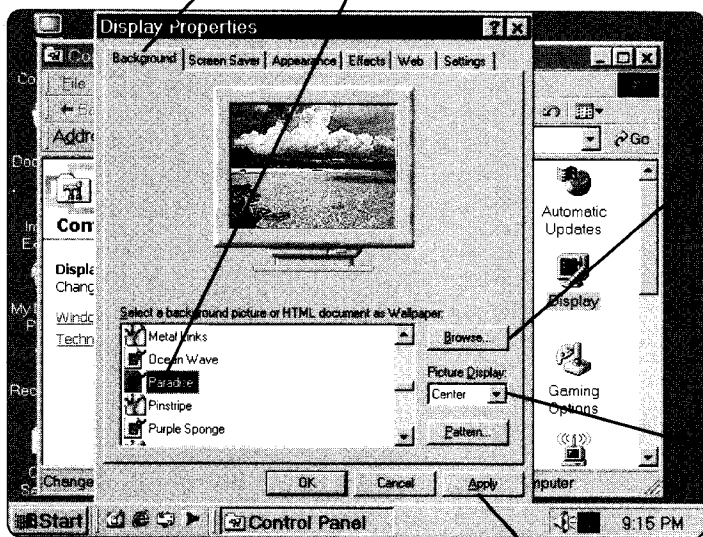 Display Properties
Background Screen Saver Appearance Effects Web Settings
File
Addre
Go
Con
Displa
Chang
Windo
Techn
Automatic
Updates
Display
Gaming
Options
Select a background picture or HTML document as Wallpaper:
Metal Links
Ocean Wave
Paradise
Pinstripe
Purple Sponge
Browse...
Picture Display:
Center
Pattern...
OK Cancel Apply
Change
mputer
Start Control Panel 9:15 PM